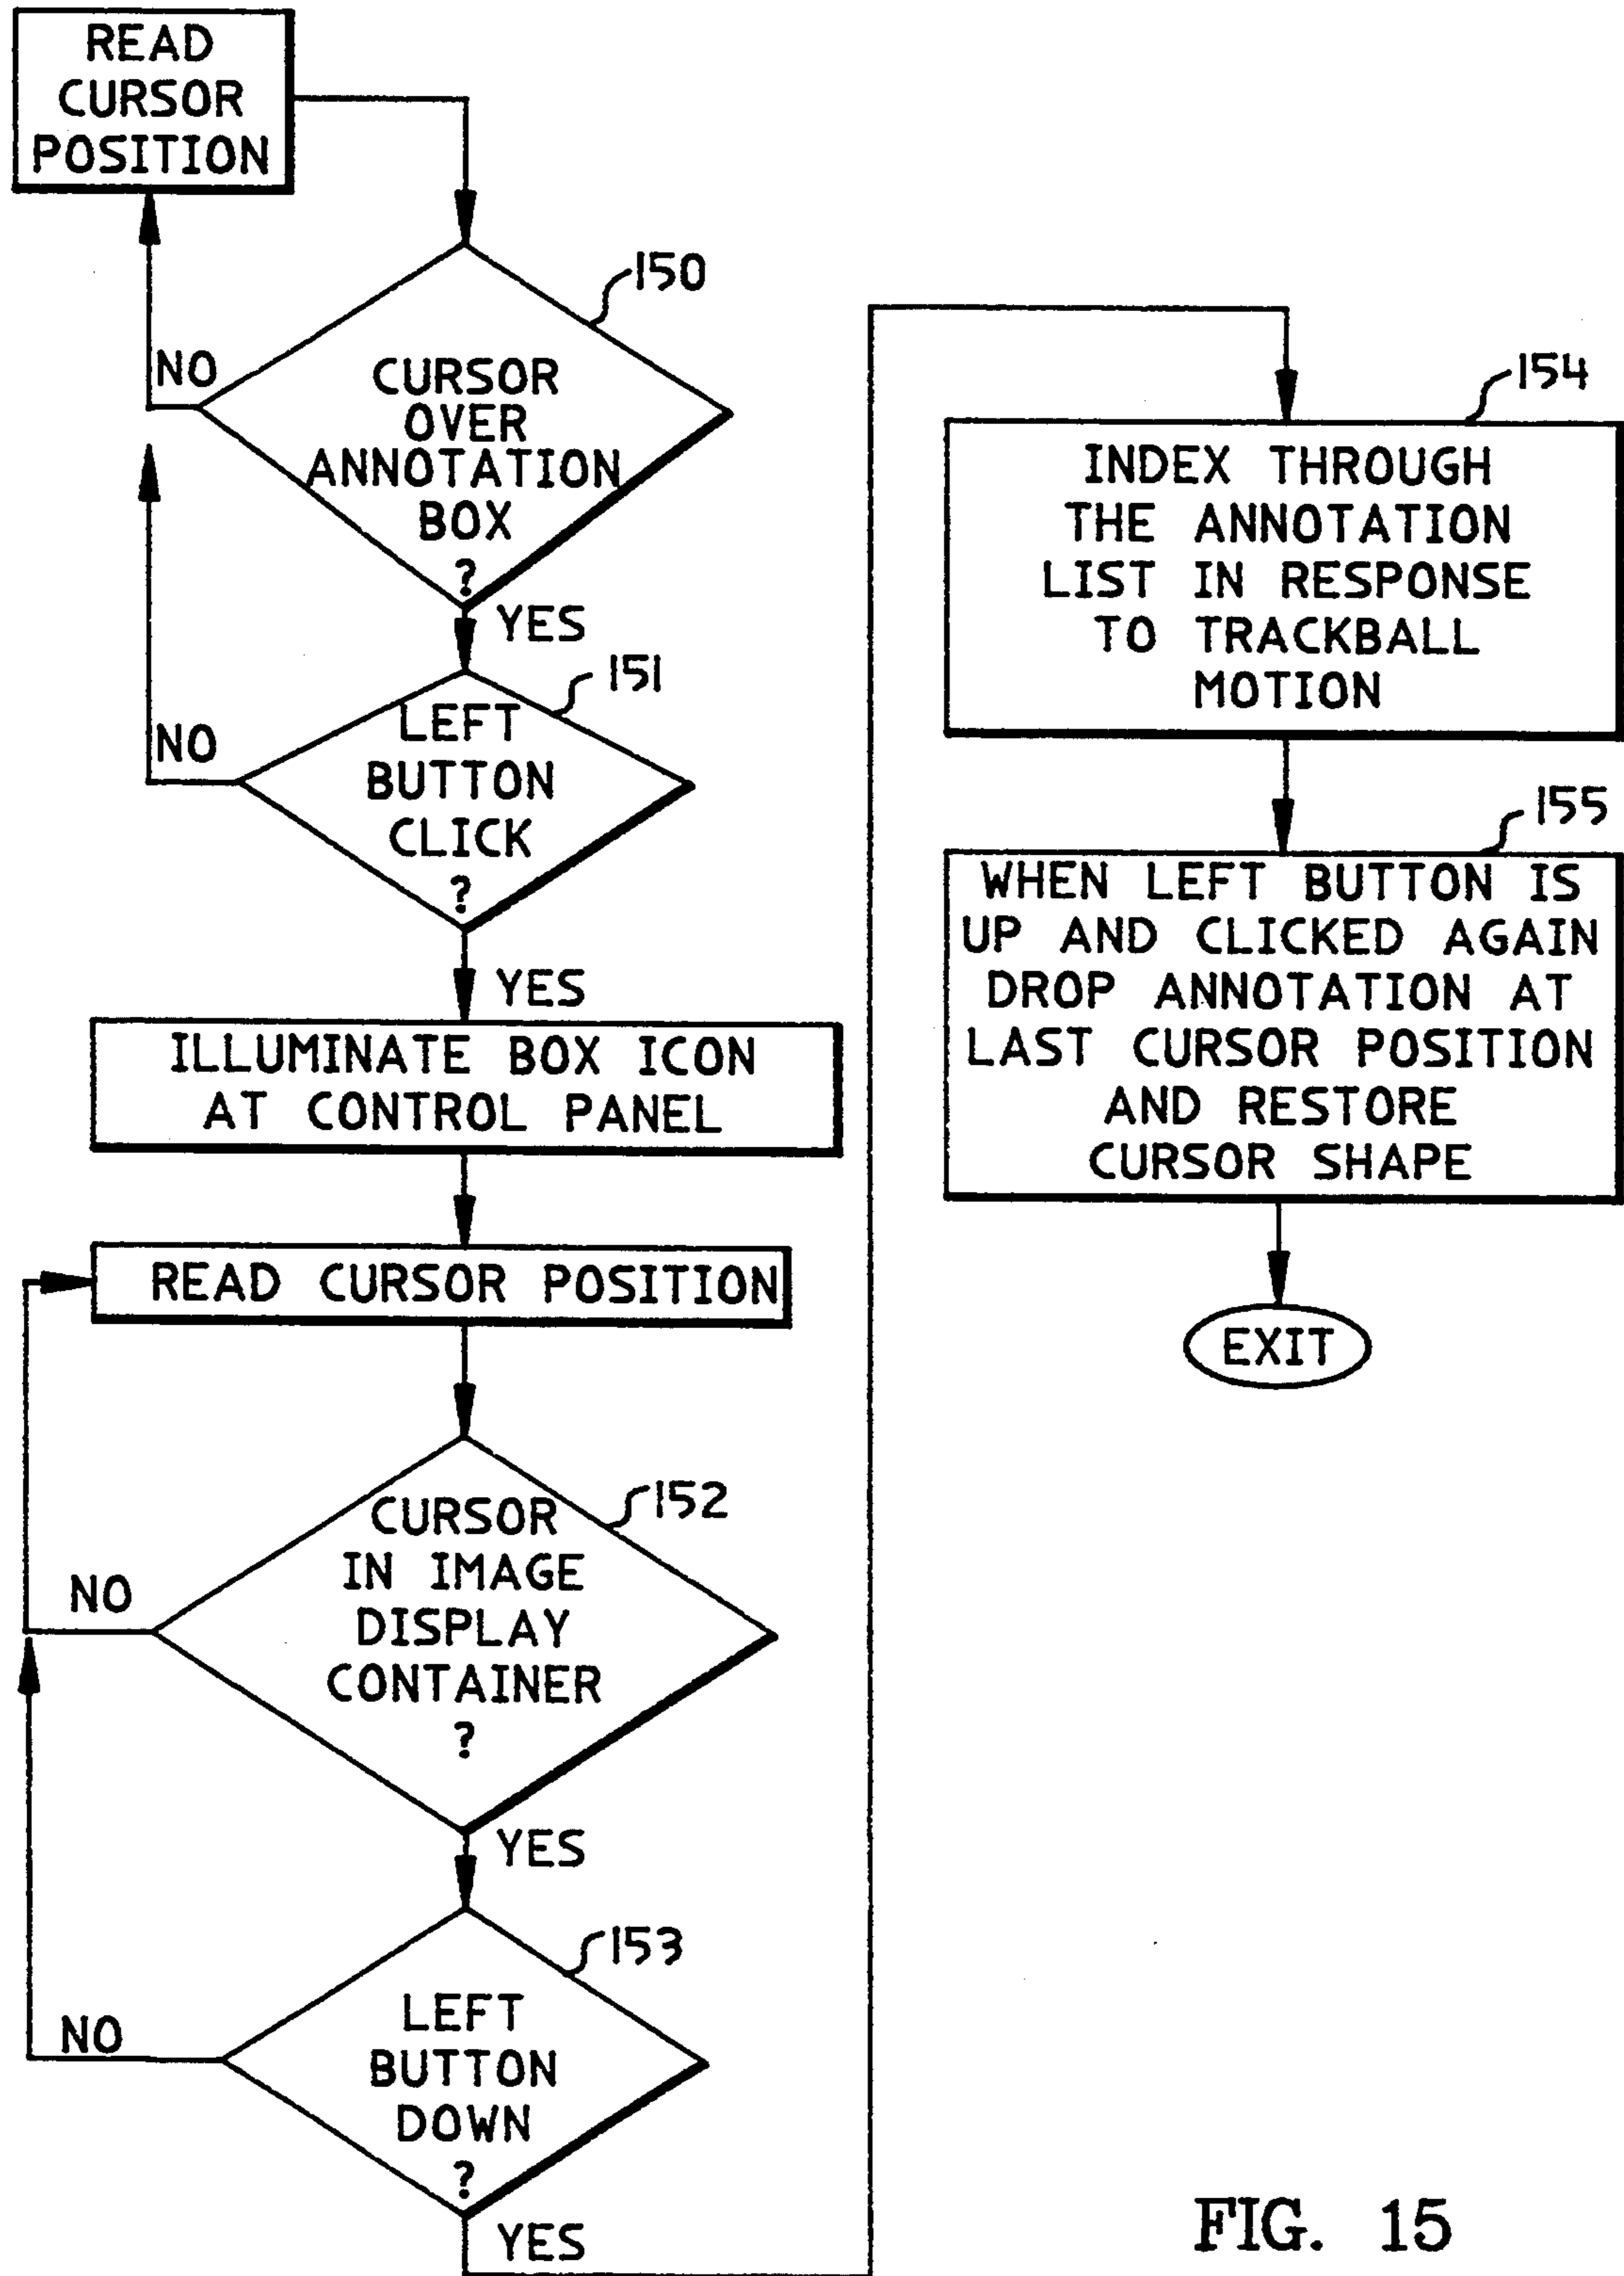 READ
CURSOR
POSITION
150
NO
CURSOR
OVER
ANNOTATION
BOX
?
YES
151
NO
LEFT
BUTTON
CLICK
?
YES
ILLUMINATE BOX ICON
AT CONTROL PANEL
READ CURSOR POSITION
152
NO
CURSOR
IN IMAGE
DISPLAY
CONTAINER
?
YES
153
NO
LEFT
BUTTON
DOWN
?
YES
154
INDEX THROUGH
THE ANNOTATION
LIST IN RESPONSE
TO TRACKBALL
MOTION
155
WHEN LEFT BUTTON IS
UP AND CLICKED AGAIN
DROP ANNOTATION AT
LAST CURSOR POSITION
AND RESTORE
CURSOR SHAPE
EXIT
FIG. 15